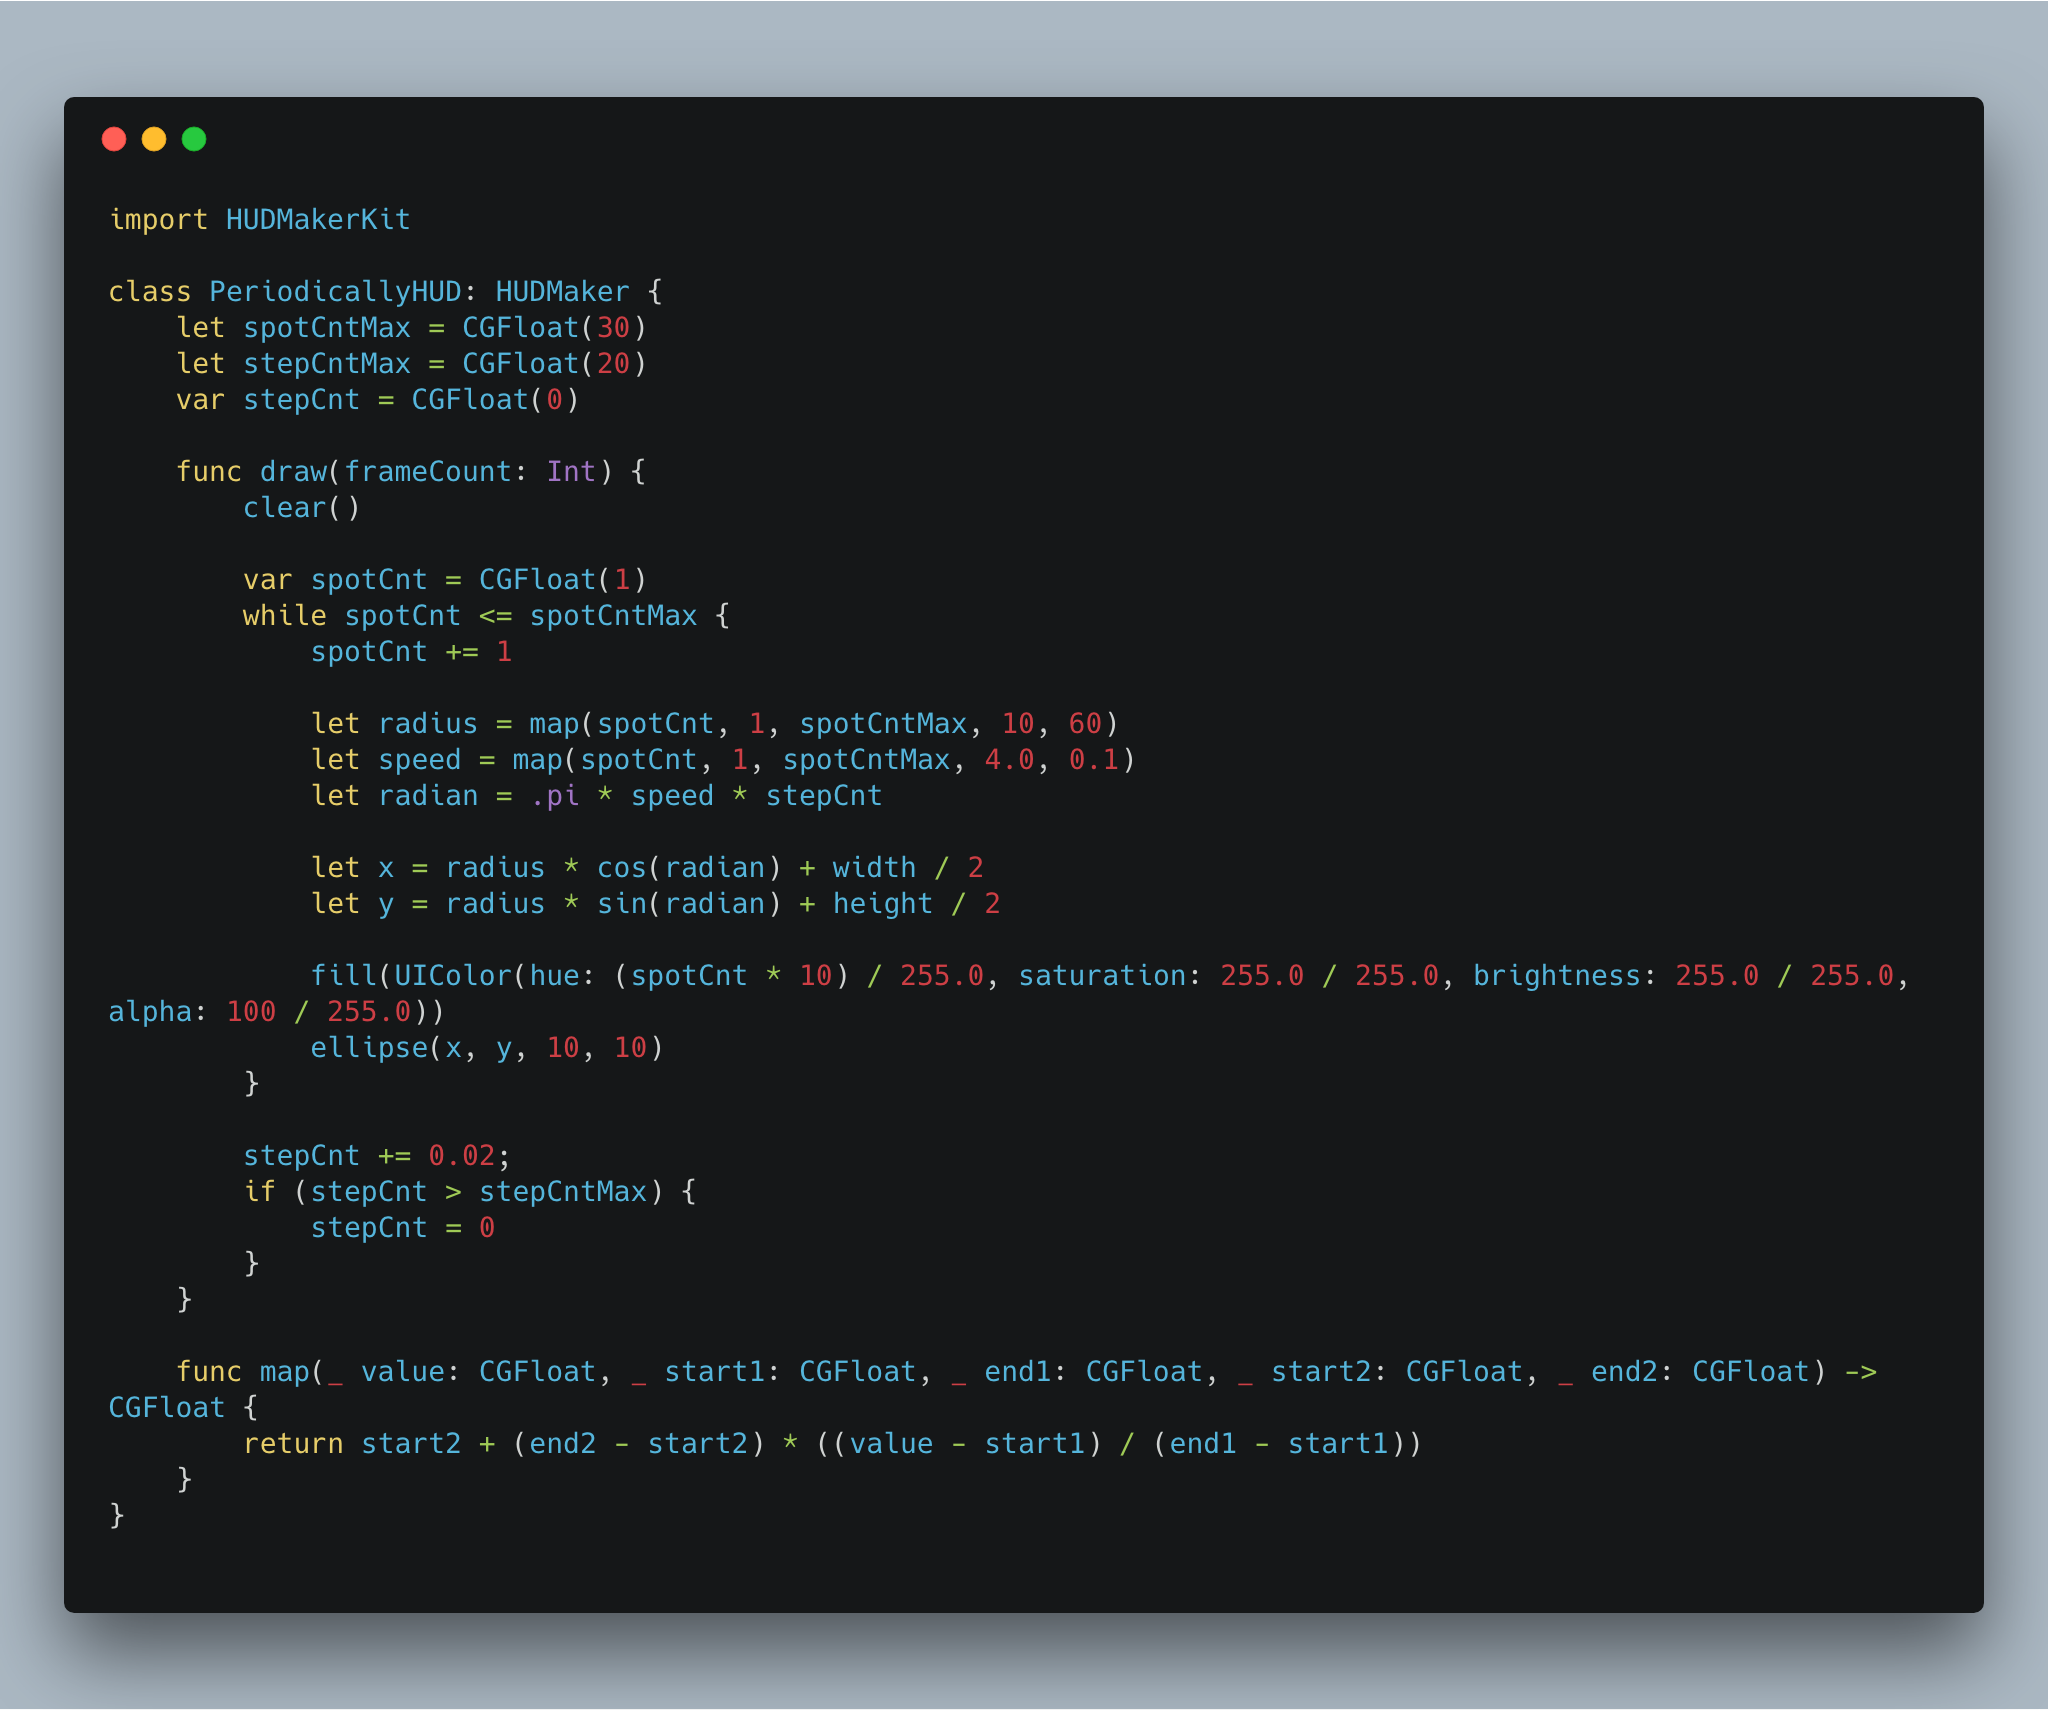 import HUDMakerKit

class PeriodicallyHUD: HUDMaker {
    let spotCntMax = CGFloat(30)
    let stepCntMax = CGFloat(20)
    var stepCnt = CGFloat(0)

    func draw(frameCount: Int) {
        clear()

        var spotCnt = CGFloat(1)
        while spotCnt <= spotCntMax {
            spotCnt += 1

            let radius = map(spotCnt, 1, spotCntMax, 10, 60)
            let speed = map(spotCnt, 1, spotCntMax, 4.0, 0.1)
            let radian = .pi * speed * stepCnt

            let x = radius * cos(radian) + width / 2
            let y = radius * sin(radian) + height / 2

            fill(UIColor(hue: (spotCnt * 10) / 255.0, saturation: 255.0 / 255.0, brightness: 255.0 / 255.0,
alpha: 100 / 255.0))
            ellipse(x, y, 10, 10)
        }

        stepCnt += 0.02;
        if (stepCnt > stepCntMax) {
            stepCnt = 0
        }
    }

    func map(_ value: CGFloat, _ start1: CGFloat, _ end1: CGFloat, _ start2: CGFloat, _ end2: CGFloat) ->
CGFloat {
        return start2 + (end2 - start2) * ((value - start1) / (end1 - start1))
    }
}